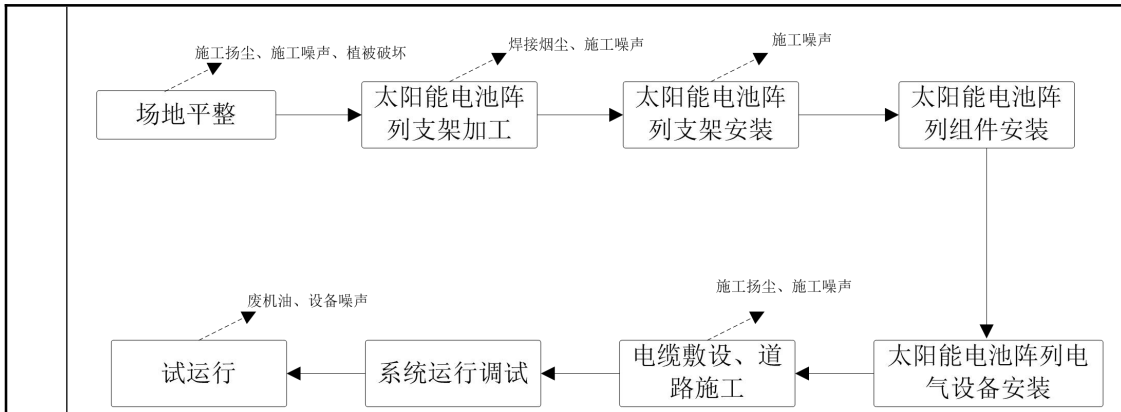 施工扬尘、施工噪声、植被破坏
焊接烟尘、施工噪声
施工噪声
场地平整
太阳能电池阵
列支架加工
太阳能电池阵
列支架安装
太阳能电池阵
列组件安装
废机油、设备噪声
施工扬尘、施工噪声
试运行
系统运行调试
电缆敷设、道
路施工
太阳能电池阵列电
气设备安装